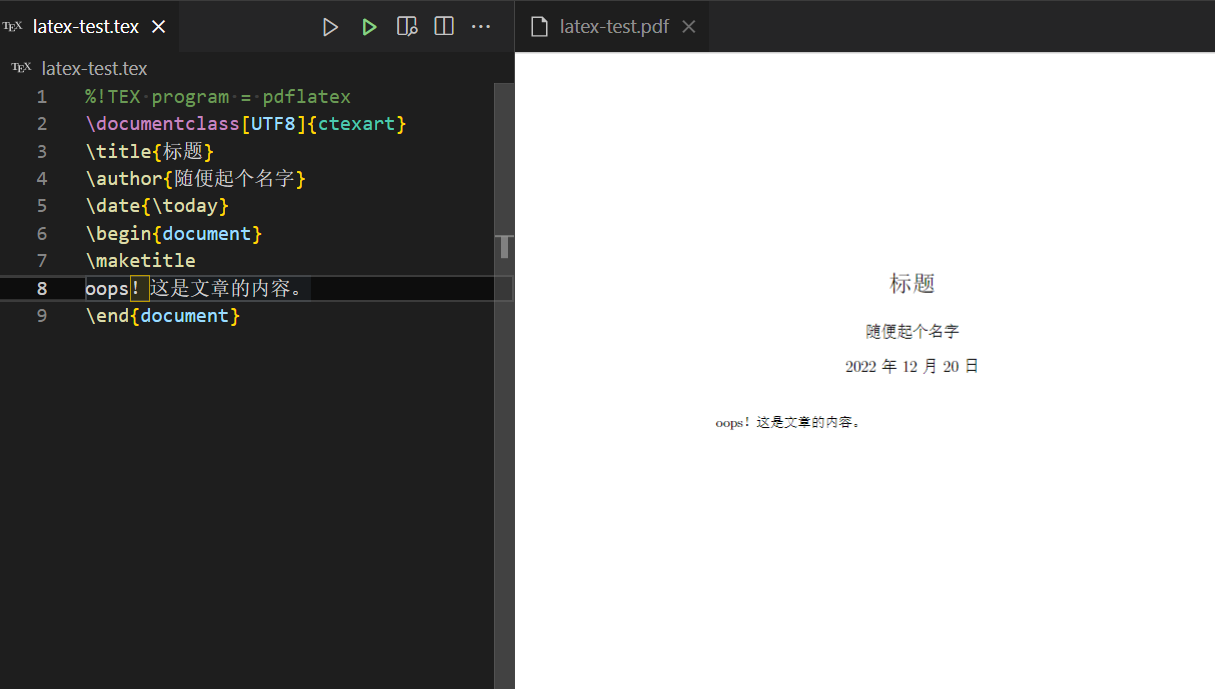 TEX latex-test.tex
latex-test.pdf
TEX latex-test.tex
1 %!TEX program = pdflatex
2 \documentclass[UTF8]{ctexart}
3 \title{标题}
4 \author{随便起个名字}
5 \date{\today}
6 \begin{document}
7 \maketitle
8 oops！这是文章的内容。
9 \end{document}
标题
随便起个名字
2022 年 12 月 20 日
oops！这是文章的内容。